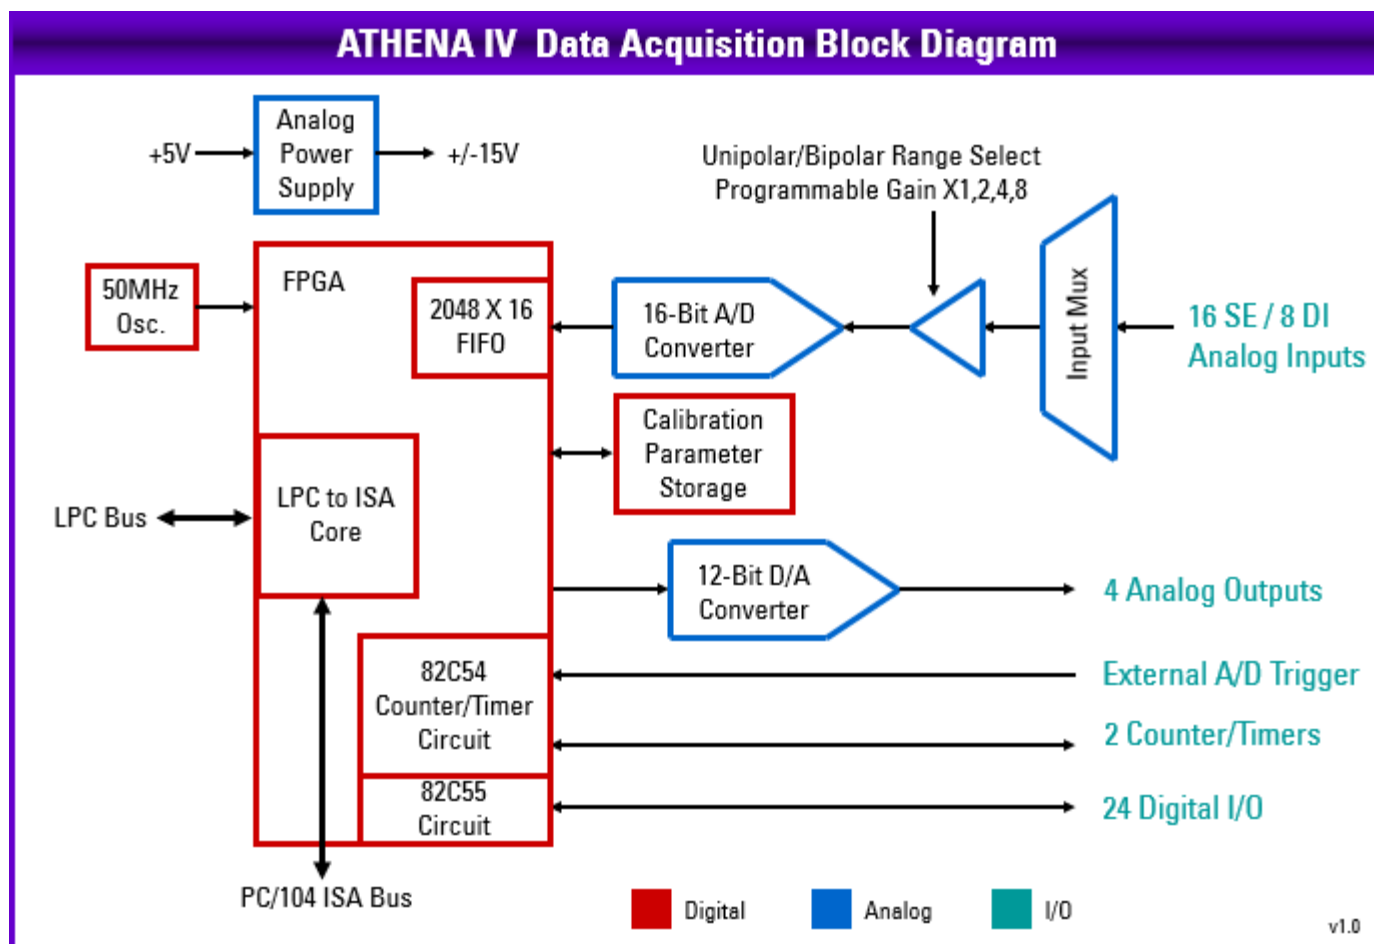 ATHENA IV Data Acquisition Block Diagram
+5V
Analog
Power
Supply
+/-15V
Unipolar/Bipolar Range Select
Programmable Gain X1,2,4,8
50MHz
Osc.
FPGA
2048 X 16
FIFO
16-Bit A/D
Converter
Input Mux
16 SE / 8 DI
Analog Inputs
Calibration
Parameter
Storage
LPC Bus
LPC to ISA
Core
12-Bit D/A
Converter
4 Analog Outputs
82C54
Counter/Timer
Circuit
External A/D Trigger
2 Counter/Timers
82C55
Circuit
24 Digital I/O
PC/104 ISA Bus
Digital
Analog
I/O
v1.0